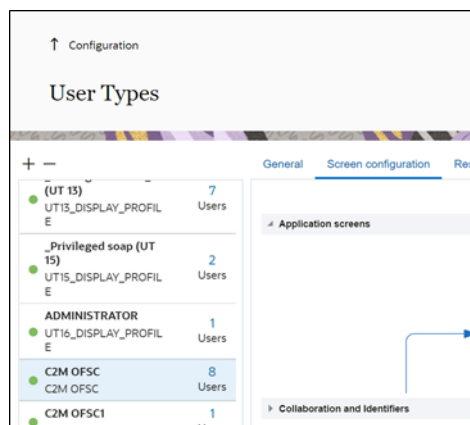 ↑ Configuration
User Types
+ −
General Screen configuration
(UT 13)
UT13_DISPLAY_PROFIL
E
7
Users
_Privileged soap (UT
15)
UT15_DISPLAY_PROFIL
E
2
Users
ADMINISTRATOR
UT16_DISPLAY_PROFIL
E
1
Users
C2M OFSC
C2M OFSC
8
Users
C2M OFSC1
1
Application screens
Collaboration and Identifiers